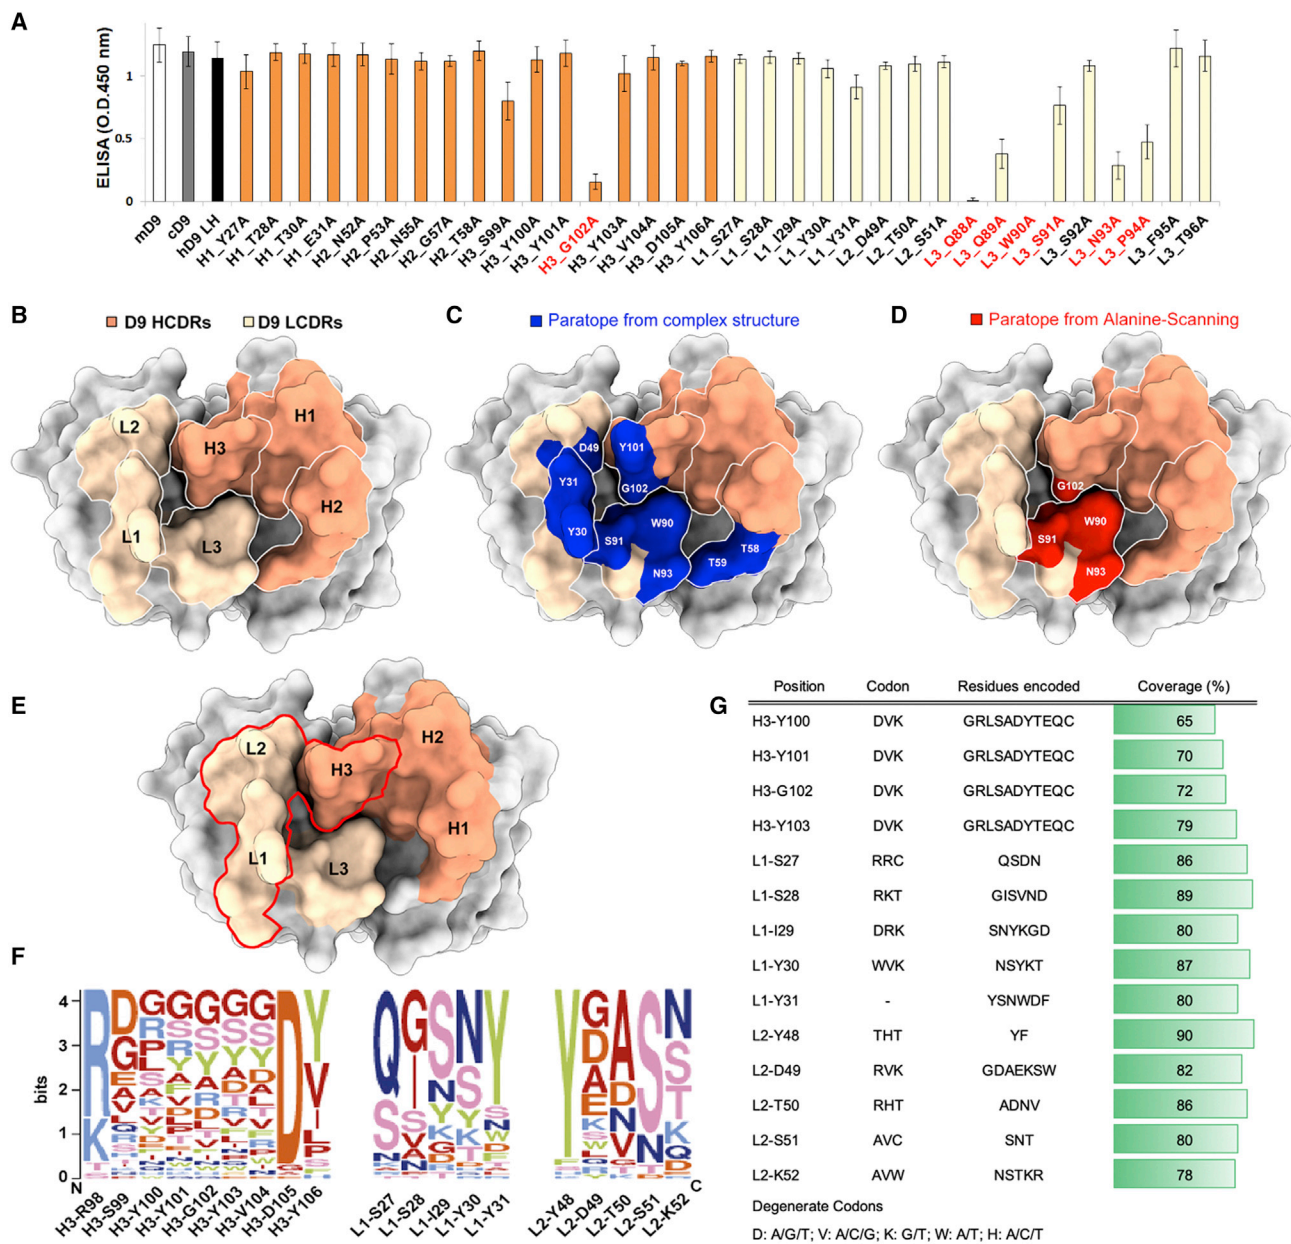 A
ELISA (O.D.450 nm)
1
0.5
0
mD9
cD9
hD9 LH
H1_Y27A
H1_T28A
H1_T30A
H1_E31A
H2_N52A
H2_P53A
H2_N55A
H2_G57A
H2_T58A
H3_S99A
H3_Y100A
H3_Y101A
H3_G102A
H3_Y103A
H3_V104A
H3_D105A
H3_Y106A
L1_S27A
L1_S28A
L1_I29A
L1_Y30A
L1_Y31A
L2_D49A
L2_T50A
L2_S51A
L3_Q88A
L3_Q89A
L3_W90A
L3_S91A
L3_S92A
L3_N93A
L3_P94A
L3_F95A
L3_T96A
B
D9 HCDRs
D9 LCDRs
L2
H3
H1
H2
L1
L3
C
Paratope from complex structure
D49
Y101
Y31
G102
W90
Y30
S91
T58
T59
N93
D
Paratope from Alanine-Scanning
G102
W90
S91
N93
E
L2
H3
H2
L1
L3
H1
F
bits
4
3
2
1
0
N
C
H3-R98
H3-S99
H3-Y100
H3-Y101
H3-G102
H3-Y103
H3-V104
H3-D105
H3-Y106
L1-S27
L1-S28
L1-I29
L1-Y30
L1-Y31
L2-Y48
L2-D49
L2-T50
L2-S51
L2-K52
G
Position Codon Residues encoded Coverage (%)
H3-Y100 DVK GRLSADYTEQC 65
H3-Y101 DVK GRLSADYTEQC 70
H3-G102 DVK GRLSADYTEQC 72
H3-Y103 DVK GRLSADYTEQC 79
L1-S27 RRC QSDN 86
L1-S28 RKT GISVND 89
L1-I29 DRK SNYKGD 80
L1-Y30 WVK NSYKT 87
L1-Y31 - YSNWDF 80
L2-Y48 THT YF 90
L2-D49 RVK GDAEKSW 82
L2-T50 RHT ADNV 86
L2-S51 AVC SNT 80
L2-K52 AVW NSTKR 78
Degenerate Codons
D: A/G/T; V: A/C/G; K: G/T; W: A/T; H: A/C/T